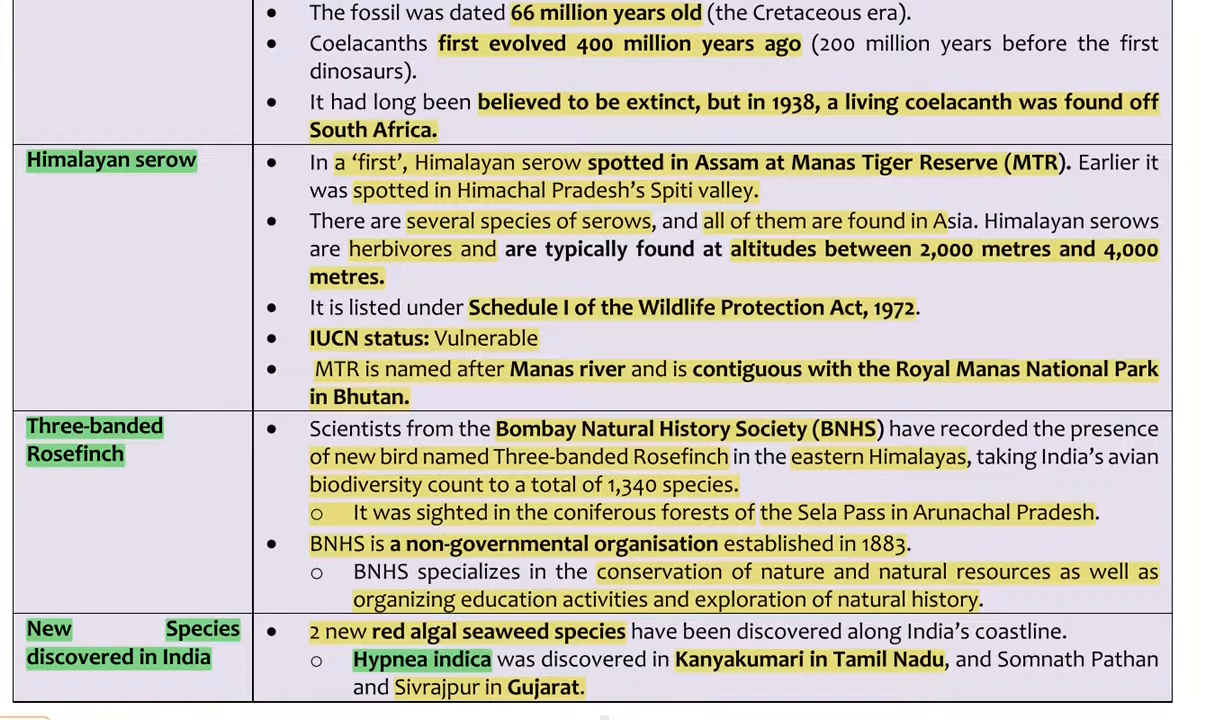 • The fossil was dated 66 million years old (the Cretaceous era).
• Coelacanths first evolved 400 million years ago (200 million years before the first
dinosaurs).
• It had long been believed to be extinct, but in 1938, a living coelacanth was found off
South Africa.
Himalayan serow
• In a ‘first’, Himalayan serow spotted in Assam at Manas Tiger Reserve (MTR). Earlier it
was spotted in Himachal Pradesh’s Spiti valley.
• There are several species of serows, and all of them are found in Asia. Himalayan serows
are herbivores and are typically found at altitudes between 2,000 metres and 4,000
metres.
• It is listed under Schedule I of the Wildlife Protection Act, 1972.
• IUCN status: Vulnerable
• MTR is named after Manas river and is contiguous with the Royal Manas National Park
in Bhutan.
Three-banded
Rosefinch
• Scientists from the Bombay Natural History Society (BNHS) have recorded the presence
of new bird named Three-banded Rosefinch in the eastern Himalayas, taking India’s avian
biodiversity count to a total of 1,340 species.
o It was sighted in the coniferous forests of the Sela Pass in Arunachal Pradesh.
• BNHS is a non-governmental organisation established in 1883.
o BNHS specializes in the conservation of nature and natural resources as well as
organizing education activities and exploration of natural history.
New Species
discovered in India
• 2 new red algal seaweed species have been discovered along India’s coastline.
o Hypnea indica was discovered in Kanyakumari in Tamil Nadu, and Somnath Pathan
and Sivrajpur in Gujarat.